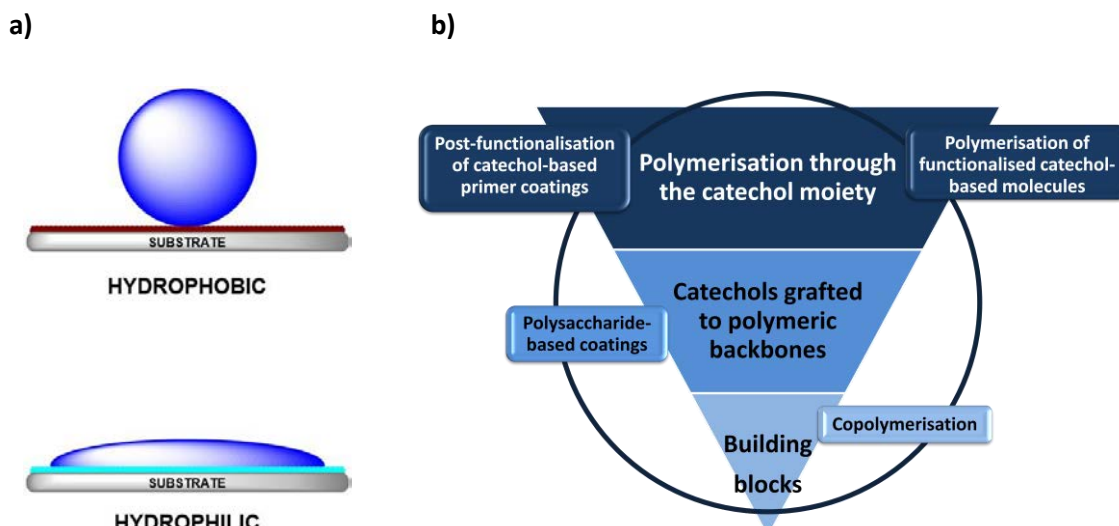 a)
SUBSTRATE
HYDROPHOBIC
SUBSTRATE
HYDROPHILIC
b)
Post-functionalisation
of catechol-based
primer coatings
Polymerisation through
the catechol moiety
Polymerisation of
functionalised catechol-
based molecules
Catechols grafted
to polymeric
backbones
Polysaccharide-
based coatings
Copolymerisation
Building
blocks